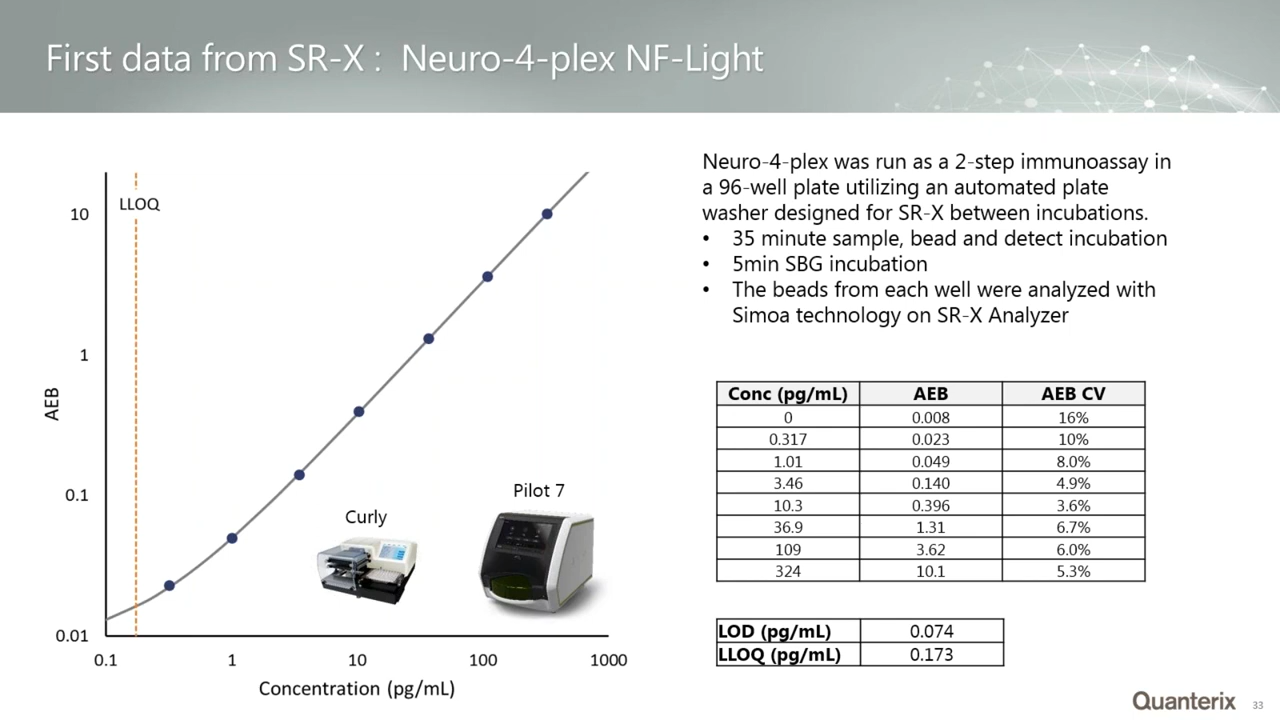 First data from SR-X : Neuro-4-plex NF-Light
LLOQ
10
1
0.1
0.01
AEB
0.1
1
10
100
1000
Concentration (pg/mL)
Curly
Pilot 7
Neuro-4-plex was run as a 2-step immunoassay in
a 96-well plate utilizing an automated plate
washer designed for SR-X between incubations.
• 35 minute sample, bead and detect incubation
• 5min SBG incubation
• The beads from each well were analyzed with
Simoa technology on SR-X Analyzer
Conc (pg/mL) AEB AEB CV
0 0.008 16%
0.317 0.023 10%
1.01 0.049 8.0%
3.46 0.140 4.9%
10.3 0.396 3.6%
36.9 1.31 6.7%
109 3.62 6.0%
324 10.1 5.3%
LOD (pg/mL) 0.074
LLOQ (pg/mL) 0.173
Quanterix 33